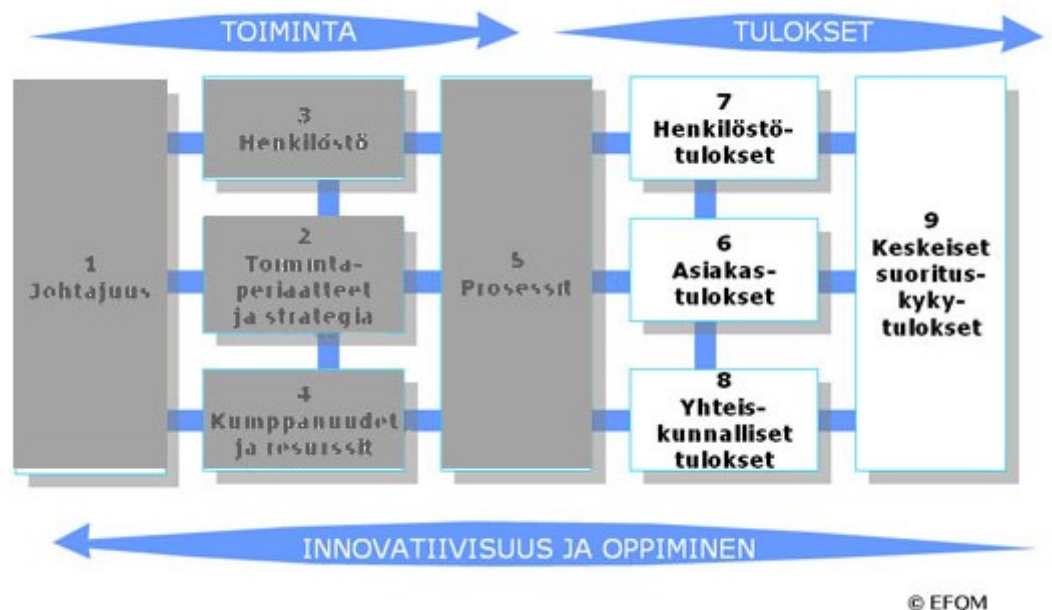 TOIMINTA
TULOKSET
1
Johtajuus
3
Henkilöstö
2
Toiminta-
periaatteet
ja strategia
4
Kumppanuudet
ja resurssit
5
Prosessit
7
Henkilöstö-
tulokset
6
Asiakas-
tulokset
8
Yhteis-
kunnalliset
tulokset
9
Keskeiset
suoritus-
kyky-
tulokset
INNOVATIIVISUUS JA OPPIMINEN
© EFOM